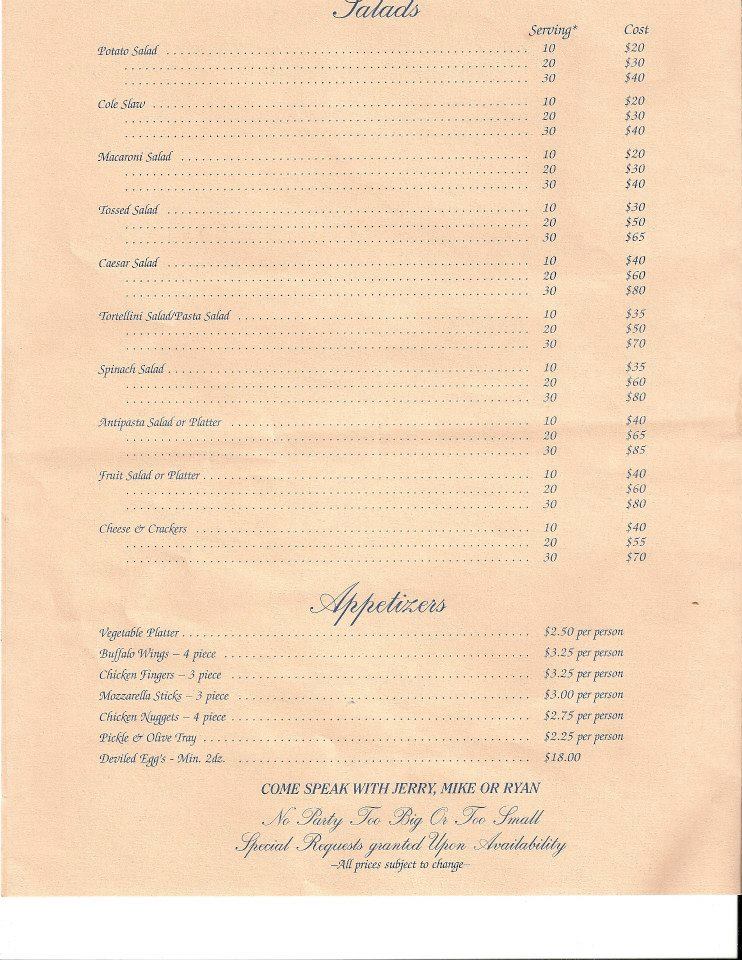 Salads
Serving* Cost
Potato Salad 10 $20
20 $30
30 $40
Cole Slaw 10 $20
20 $30
30 $40
Macaroni Salad 10 $20
20 $30
30 $40
Tossed Salad 10 $30
20 $50
30 $65
Caesar Salad 10 $40
20 $60
30 $80
Tortellini Salad/Pasta Salad 10 $35
20 $50
30 $70
Spinach Salad 10 $35
20 $60
30 $80
Antipasta Salad or Platter 10 $40
20 $65
30 $85
Fruit Salad or Platter 10 $40
20 $60
30 $80
Cheese & Crackers 10 $40
20 $55
30 $70
Appetizers
Vegetable Platter $2.50 per person
Buffalo Wings – 4 piece $3.25 per person
Chicken Fingers – 3 piece $3.25 per person
Mozzarella Sticks – 3 piece $3.00 per person
Chicken Nuggets – 4 piece $2.75 per person
Pickle & Olive Tray $2.25 per person
Deviled Egg's - Min. 2dz. $18.00
COME SPEAK WITH JERRY, MIKE OR RYAN
No Party Too Big Or Too Small
Special Requests granted Upon Availability
–All prices subject to change–